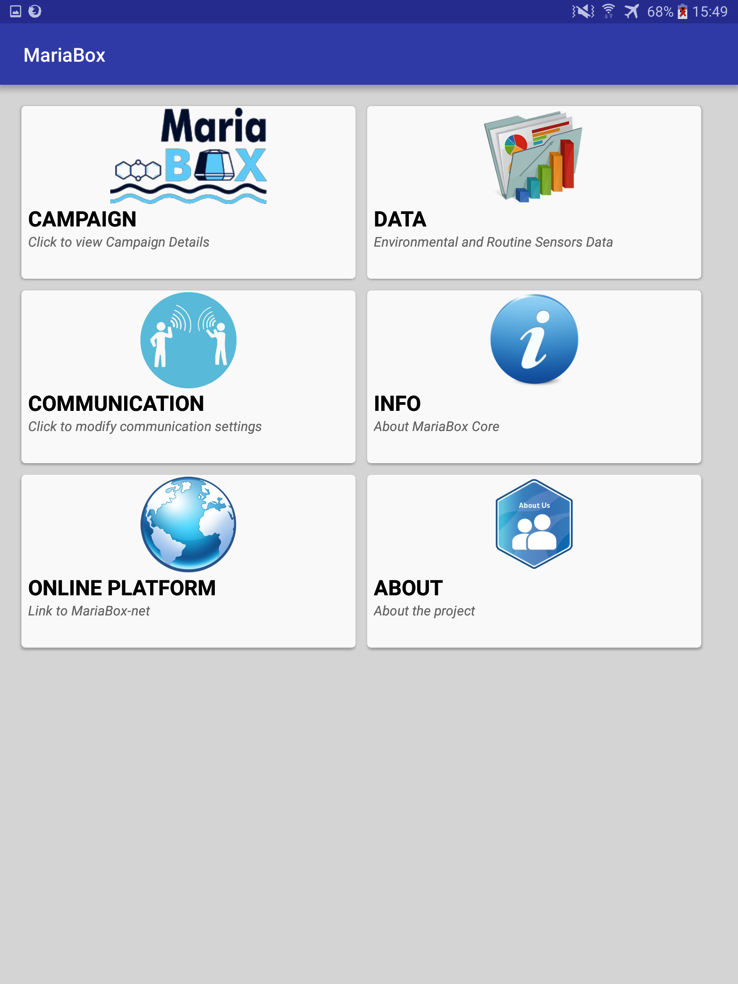 68% 15:49
MariaBox
Maria
BOX
CAMPAIGN
Click to view Campaign Details
DATA
Environmental and Routine Sensors Data
COMMUNICATION
Click to modify communication settings
i
INFO
About MariaBox Core
ONLINE PLATFORM
Link to MariaBox-net
About Us
ABOUT
About the project